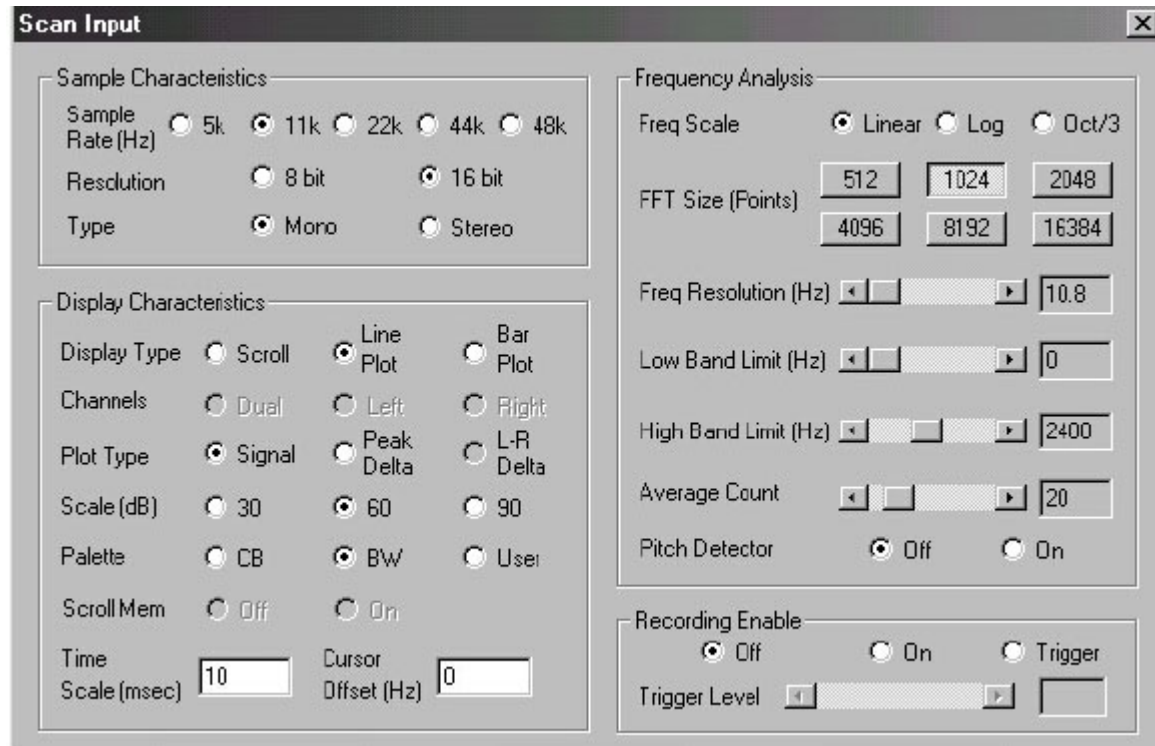 Scan Input
Sample Characteristics
Sample Rate (Hz) 5k 11k 22k 44k 48k
Resolution 8 bit 16 bit
Type Mono Stereo
Display Characteristics
Display Type Scroll Line Plot Bar Plot
Channels Dual Left Right
Plot Type Signal Peak Delta L-R Delta
Scale (dB) 30 60 90
Palette CB BW User
Scroll Mem Off On
Time Scale (msec) 10 Cursor Offset (Hz) 0
Frequency Analysis
Freq Scale Linear Log Oct/3
FFT Size (Points) 512 1024 2048
4096 8192 16384
Freq Resolution (Hz) 10.8
Low Band Limit (Hz) 0
High Band Limit (Hz) 2400
Average Count 20
Pitch Detector Off On
Recording Enable
Off On Trigger
Trigger Level